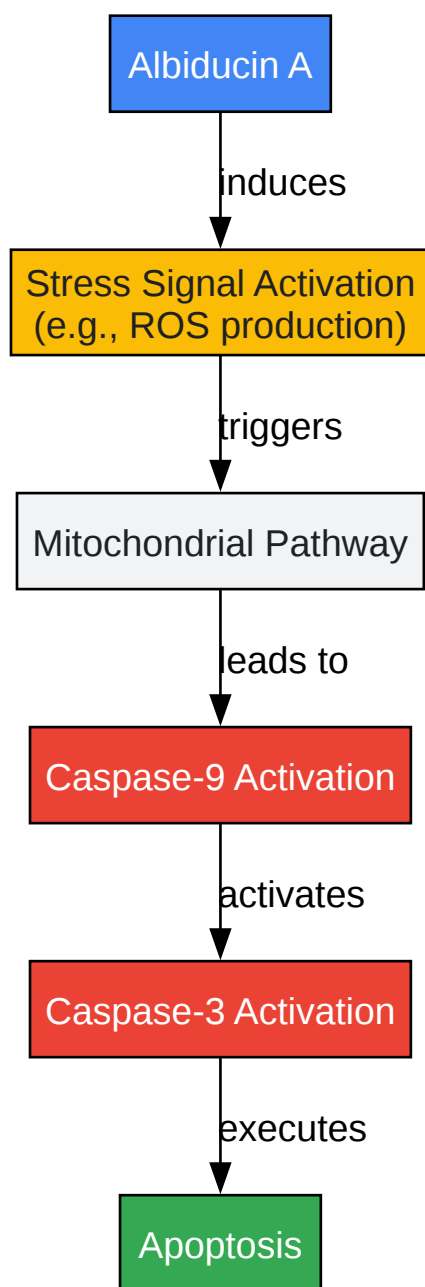 Albiducin A
induces
Stress Signal Activation
(e.g., ROS production)
triggers
Mitochondrial Pathway
leads to
Caspase-9 Activation
activates
Caspase-3 Activation
executes
Apoptosis